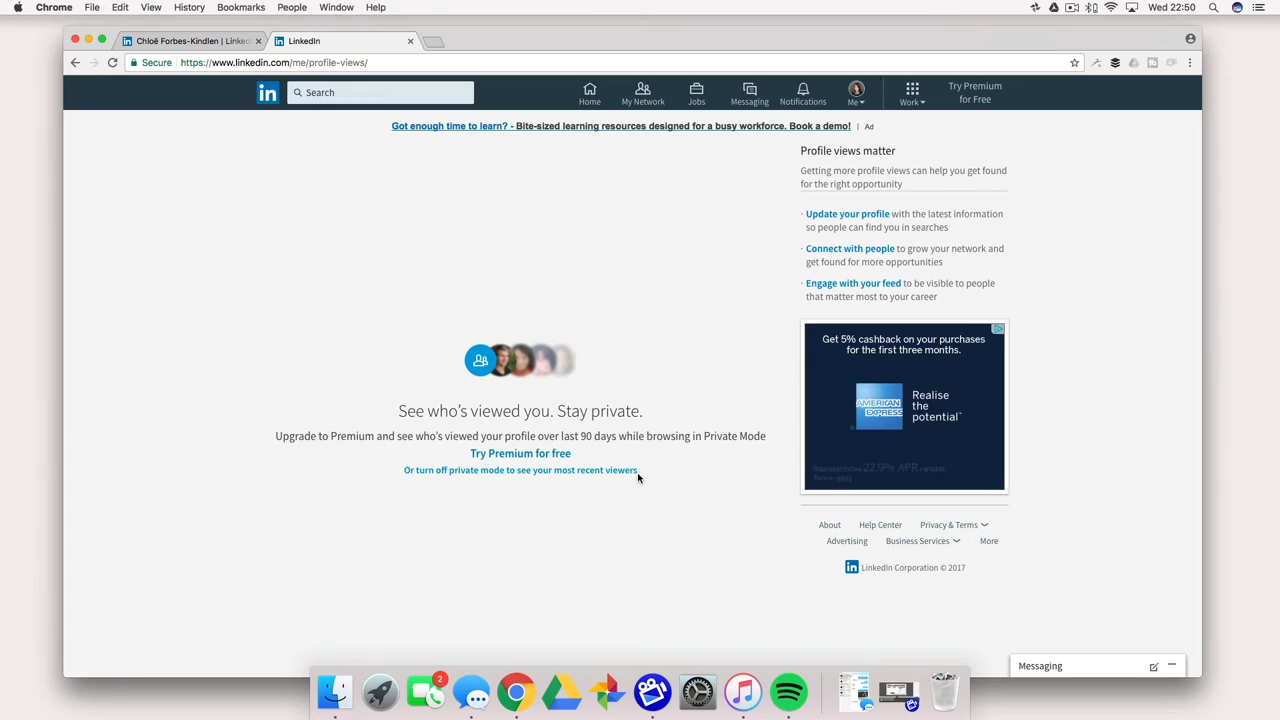 Chrome File Edit View History Bookmarks People Window Help Wed 22:50
Chloë Forbes-Kindlen | Linked
LinkedIn
Secure https://www.linkedin.com/me/profile-views/
in Search Home My Network Jobs Messaging Notifications Me Work Try Premium
for Free
Got enough time to learn? - Bite-sized learning resources designed for a busy workforce. Book a demo! | Ad
Profile views matter
Getting more profile views can help you get found
for the right opportunity
· Update your profile with the latest information
so people can find you in searches
· Connect with people to grow your network and
get found for more opportunities
· Engage with your feed to be visible to people
that matter most to your career
Get 5% cashback on your purchases
for the first three months.
AMERICAN
EXPRESS
Realise
the
potential™
22.9% APR
See who's viewed you. Stay private.
Upgrade to Premium and see who's viewed your profile over last 90 days while browsing in Private Mode
Try Premium for free
Or turn off private mode to see your most recent viewers
About Help Center Privacy & Terms
Advertising Business Services More
in LinkedIn Corporation © 2017
Messaging
2